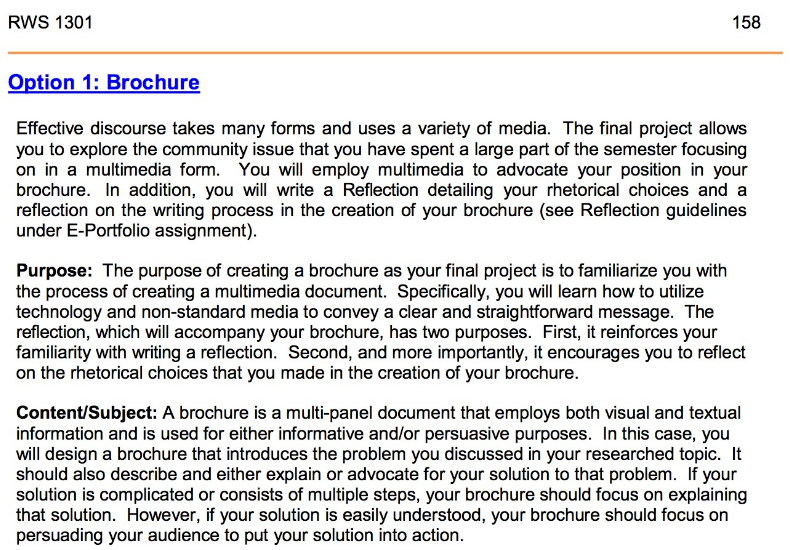 RWS 1301 158
Option 1: Brochure
Effective discourse takes many forms and uses a variety of media.  The final project allows
you to explore the community issue that you have spent a large part of the semester focusing
on in a multimedia form.  You will employ multimedia to advocate your position in your
brochure.  In addition, you will write a Reflection detailing your rhetorical choices and a
reflection on the writing process in the creation of your brochure (see Reflection guidelines
under E-Portfolio assignment).
Purpose:  The purpose of creating a brochure as your final project is to familiarize you with
the process of creating a multimedia document.  Specifically, you will learn how to utilize
technology and non-standard media to convey a clear and straightforward message.  The
reflection, which will accompany your brochure, has two purposes.  First, it reinforces your
familiarity with writing a reflection.  Second, and more importantly, it encourages you to reflect
on the rhetorical choices that you made in the creation of your brochure.
Content/Subject: A brochure is a multi-panel document that employs both visual and textual
information and is used for either informative and/or persuasive purposes.  In this case, you
will design a brochure that introduces the problem you discussed in your researched topic.  It
should also describe and either explain or advocate for your solution to that problem.  If your
solution is complicated or consists of multiple steps, your brochure should focus on explaining
that solution.  However, if your solution is easily understood, your brochure should focus on
persuading your audience to put your solution into action.